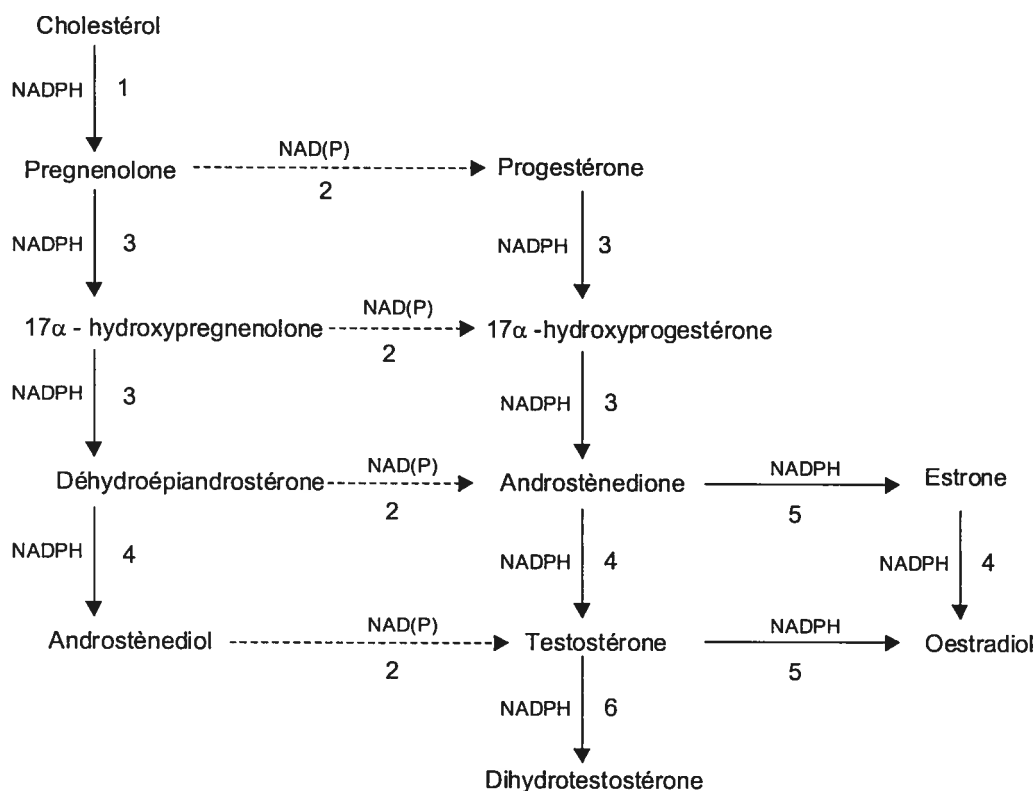 Cholestérol
NADPH 1
NAD(P)
Pregnenolone Progestérone
2
NADPH 3 NADPH 3
NAD(P)
17α - hydroxypregnenolone 17α -hydroxyprogestérone
2
NADPH 3 NADPH 3
NAD(P) NADPH
Déhydroépiandrostérone Androstènedione Estrone
2 5
NADPH 4 NADPH 4 NADPH 4
NAD(P) NADPH
Androstènediol Testostérone Oestradiol
2 5
NADPH 6
Dihydrotestostérone